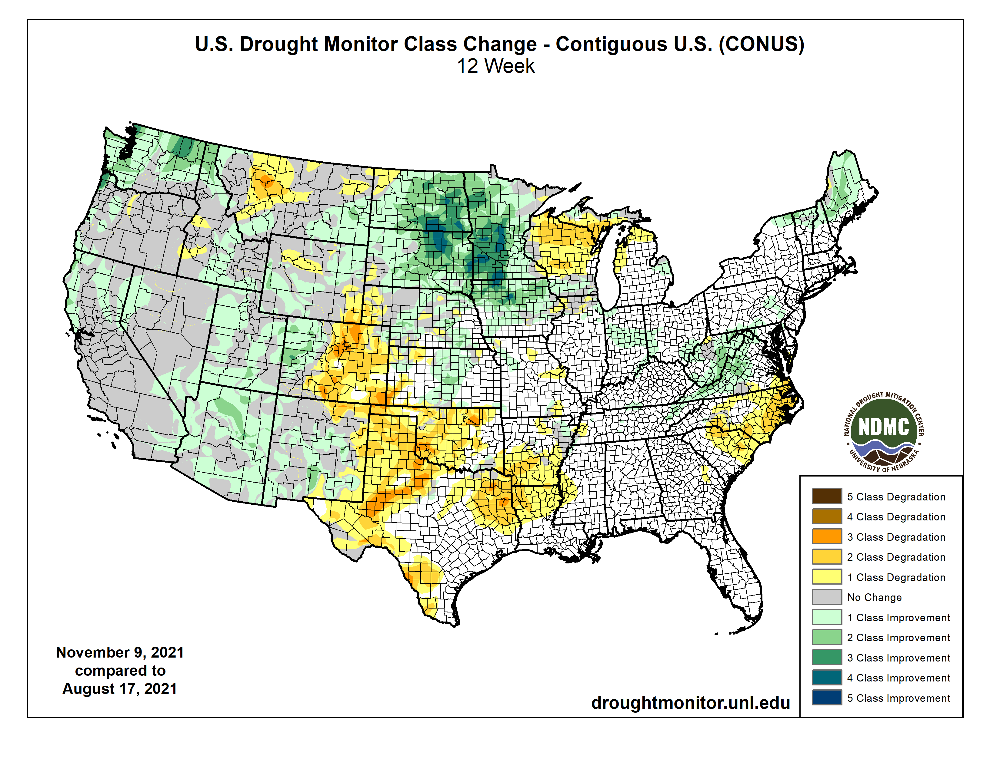 U.S. Drought Monitor Class Change - Contiguous U.S. (CONUS)
12 Week
NATIONAL DROUGHT MITIGATION CENTER
NDMC
UNIVERSITY OF NEBRASKA
5 Class Degradation
4 Class Degradation
3 Class Degradation
2 Class Degradation
1 Class Degradation
No Change
1 Class Improvement
2 Class Improvement
3 Class Improvement
4 Class Improvement
5 Class Improvement
November 9, 2021
compared to
August 17, 2021
droughtmonitor.unl.edu